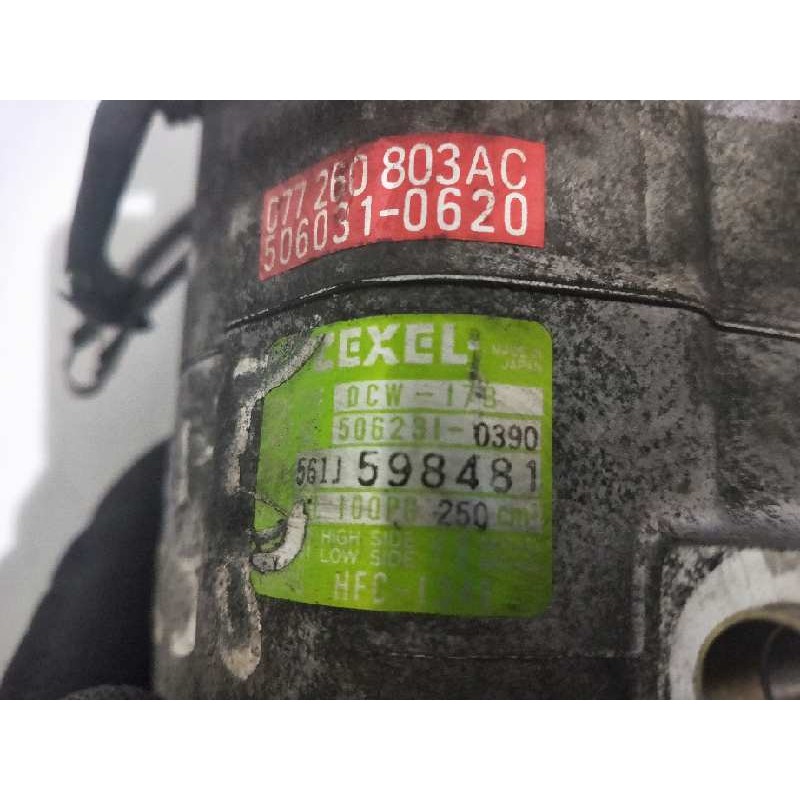 077 260 803AC
506031-0620
ZEXEL
MADE IN
JAPAN
DCW-17B
506231-0390
561J 598481
250 cm³
HIGH SIDE
LOW SIDE